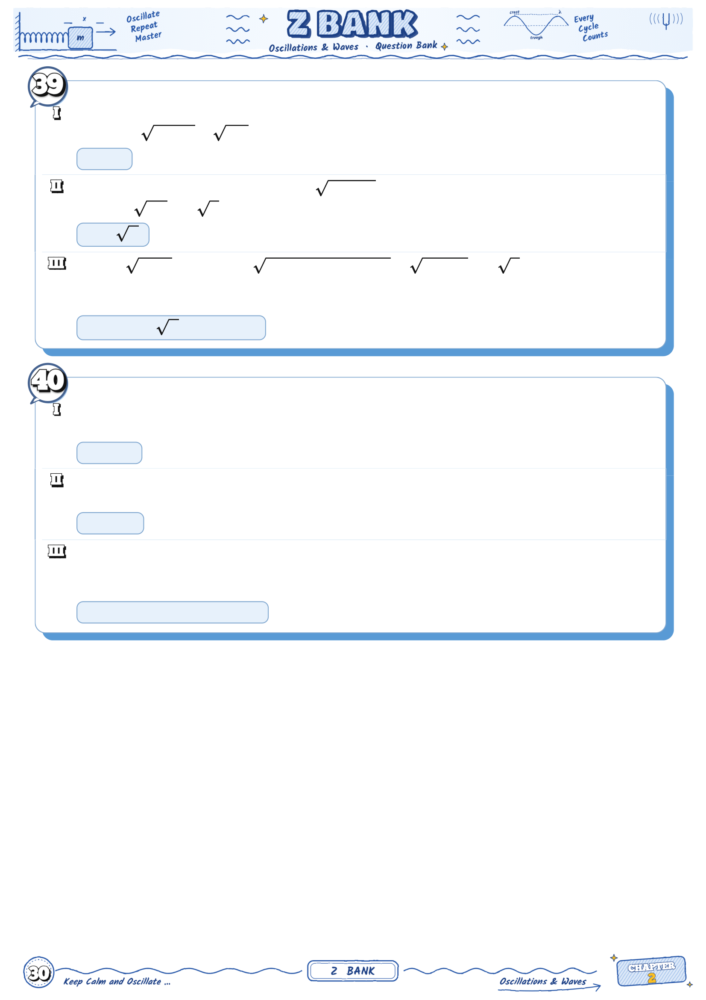 x
m
Oscillate
Repeat
Master
Z BANK
Oscillations & Waves · Question Bank
crest
λ
trough
Every
Cycle
Counts
39
I
√ √
II
√
√ √
√
III
√ √ √ √
√
40
I
II
III
30
Keep Calm and Oscillate ...
Z BANK
Oscillations & Waves
CHAPTER
2